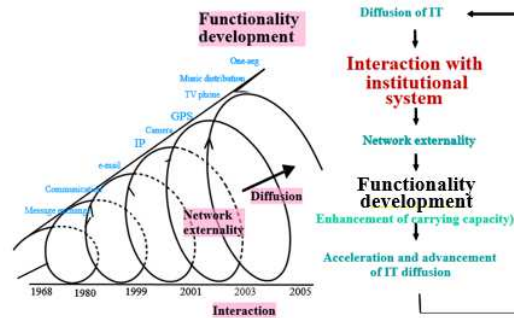 Functionality
development
One-seg
Music distribution
TV phone
GPS
Camera
IP
e-mail
Communication
Message exchange
Diffusion
Network
externality
1968
1980
1999
2001
2003
2005
Interaction
Diffusion of IT
Interaction with
institutional
system
Network externality
Functionality
development
Enhancement of carrying capacity)
Acceleration and advancement
of IT diffusion